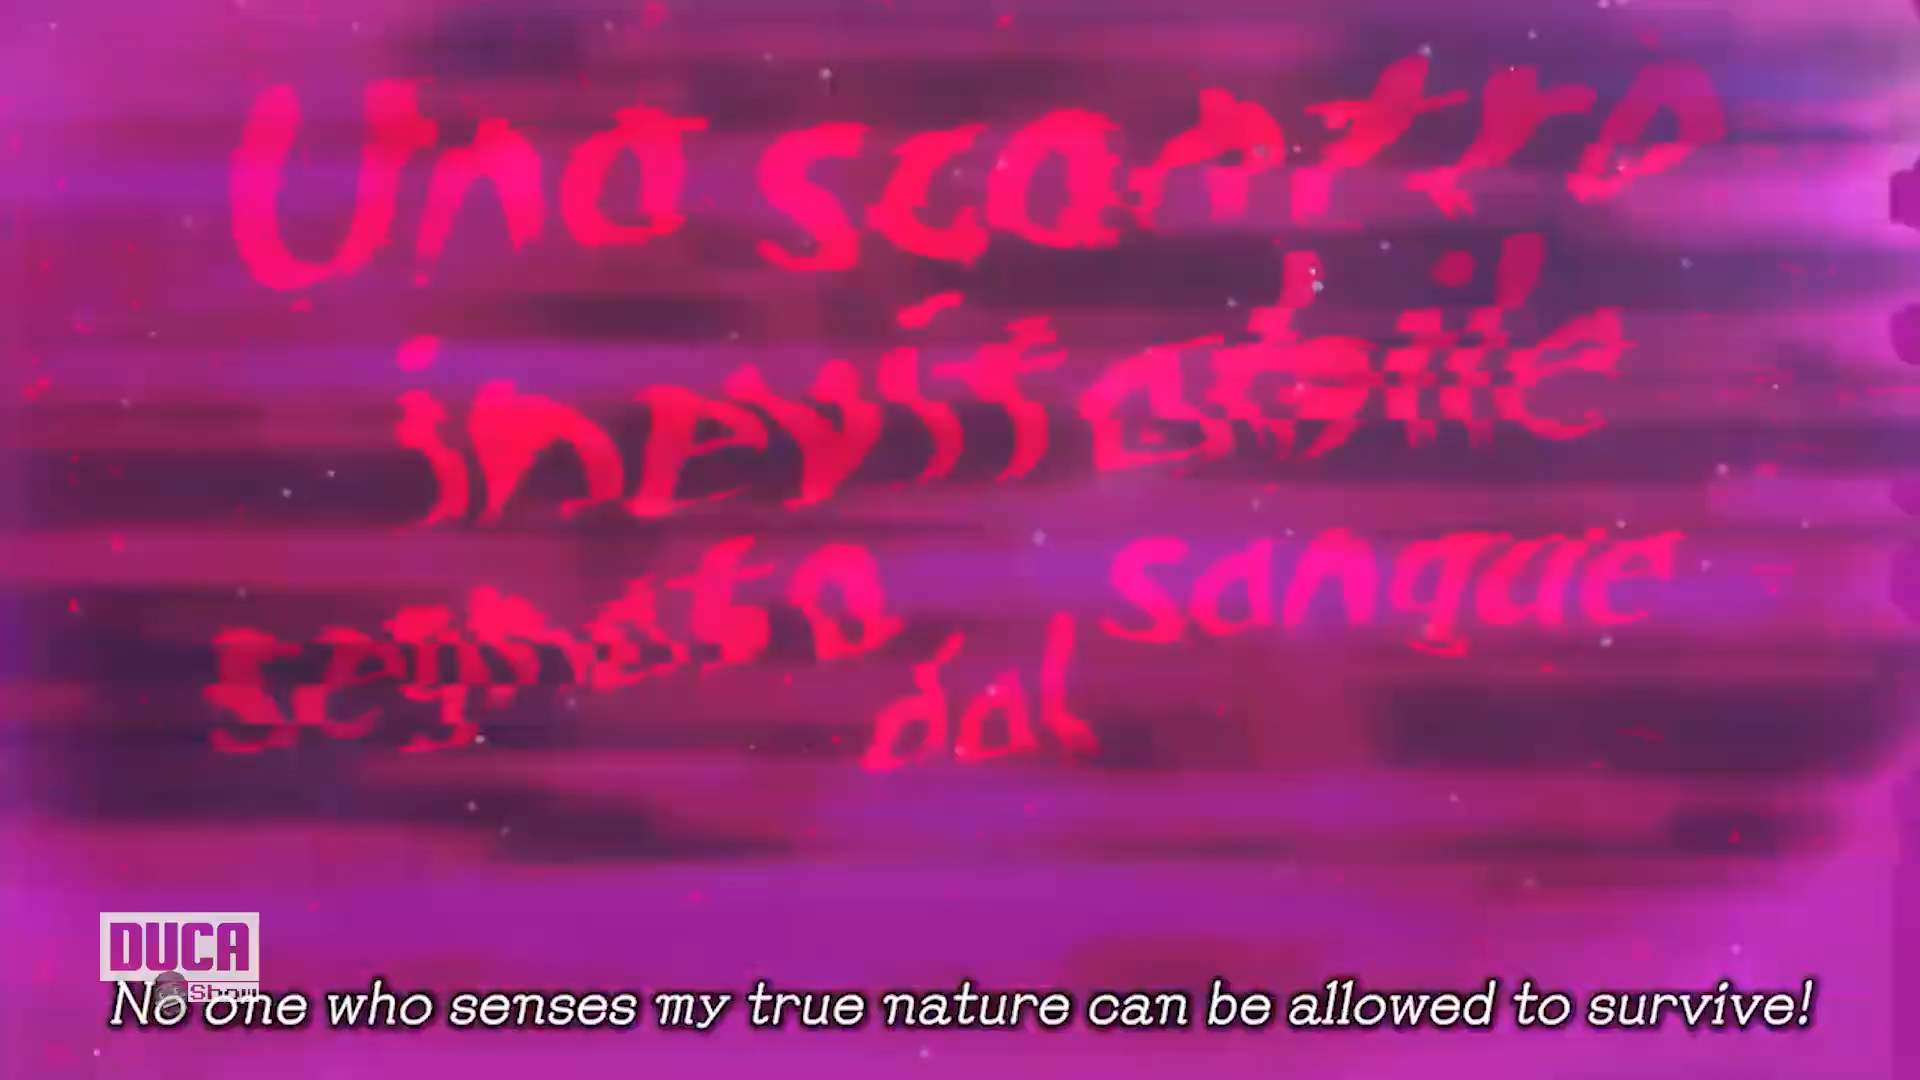 Uno scontro
inevitabile
segnato dal sangue
DUCA
Show
No one who senses my true nature can be allowed to survive!